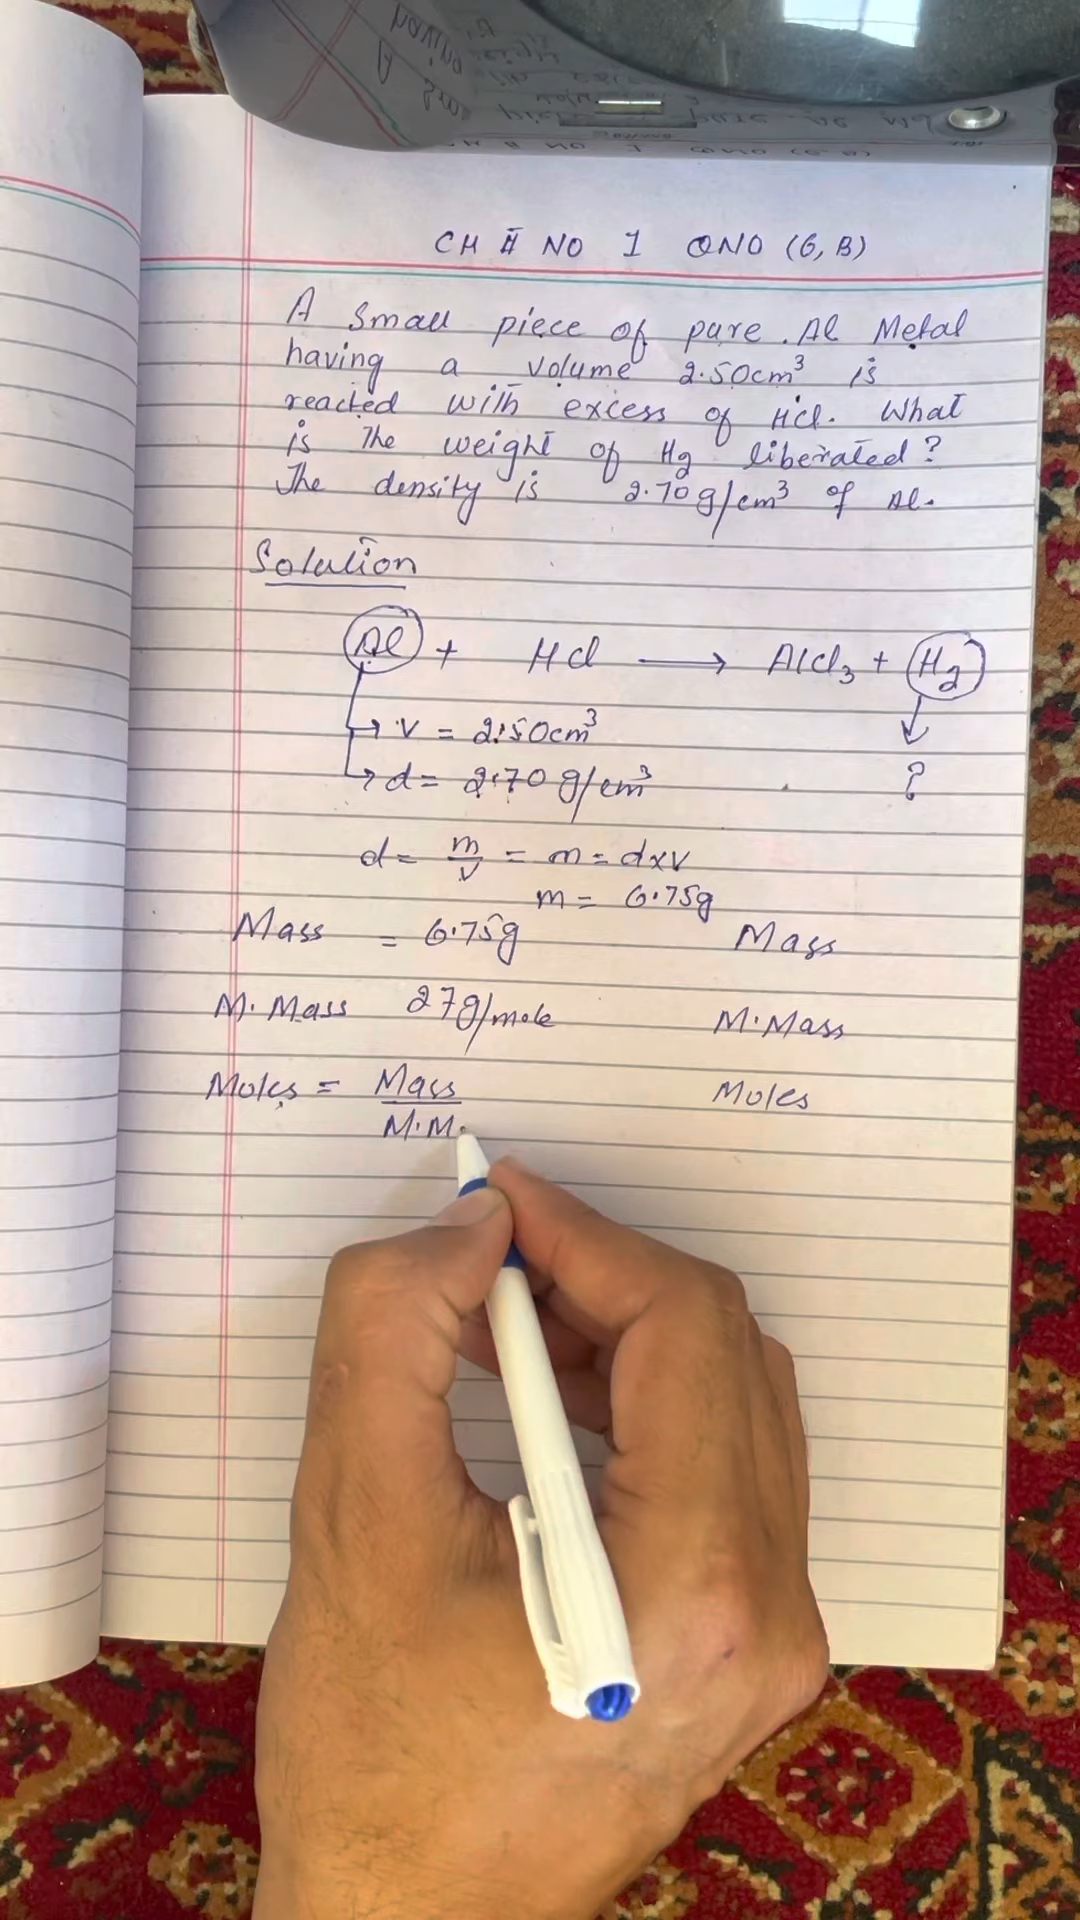 CH # NO 1 QNO (6, B)
A small piece of pure Al Metal
having a volume 2.50cm³ is
reacted with excess of HCl. What
is The weight of H2 liberated?
The density is 2.70g/cm³ of Al.
Solution
Al + HCl → AlCl₃ + H2
→ V = 2.50cm³
→ d = 2.70 g/cm³ ?
d = m/v = m = d×V
m = 6.75g
Mass = 6.75g Mass
M. Mass 27g/mole M. Mass
Moles = Mass Moles
M.M.